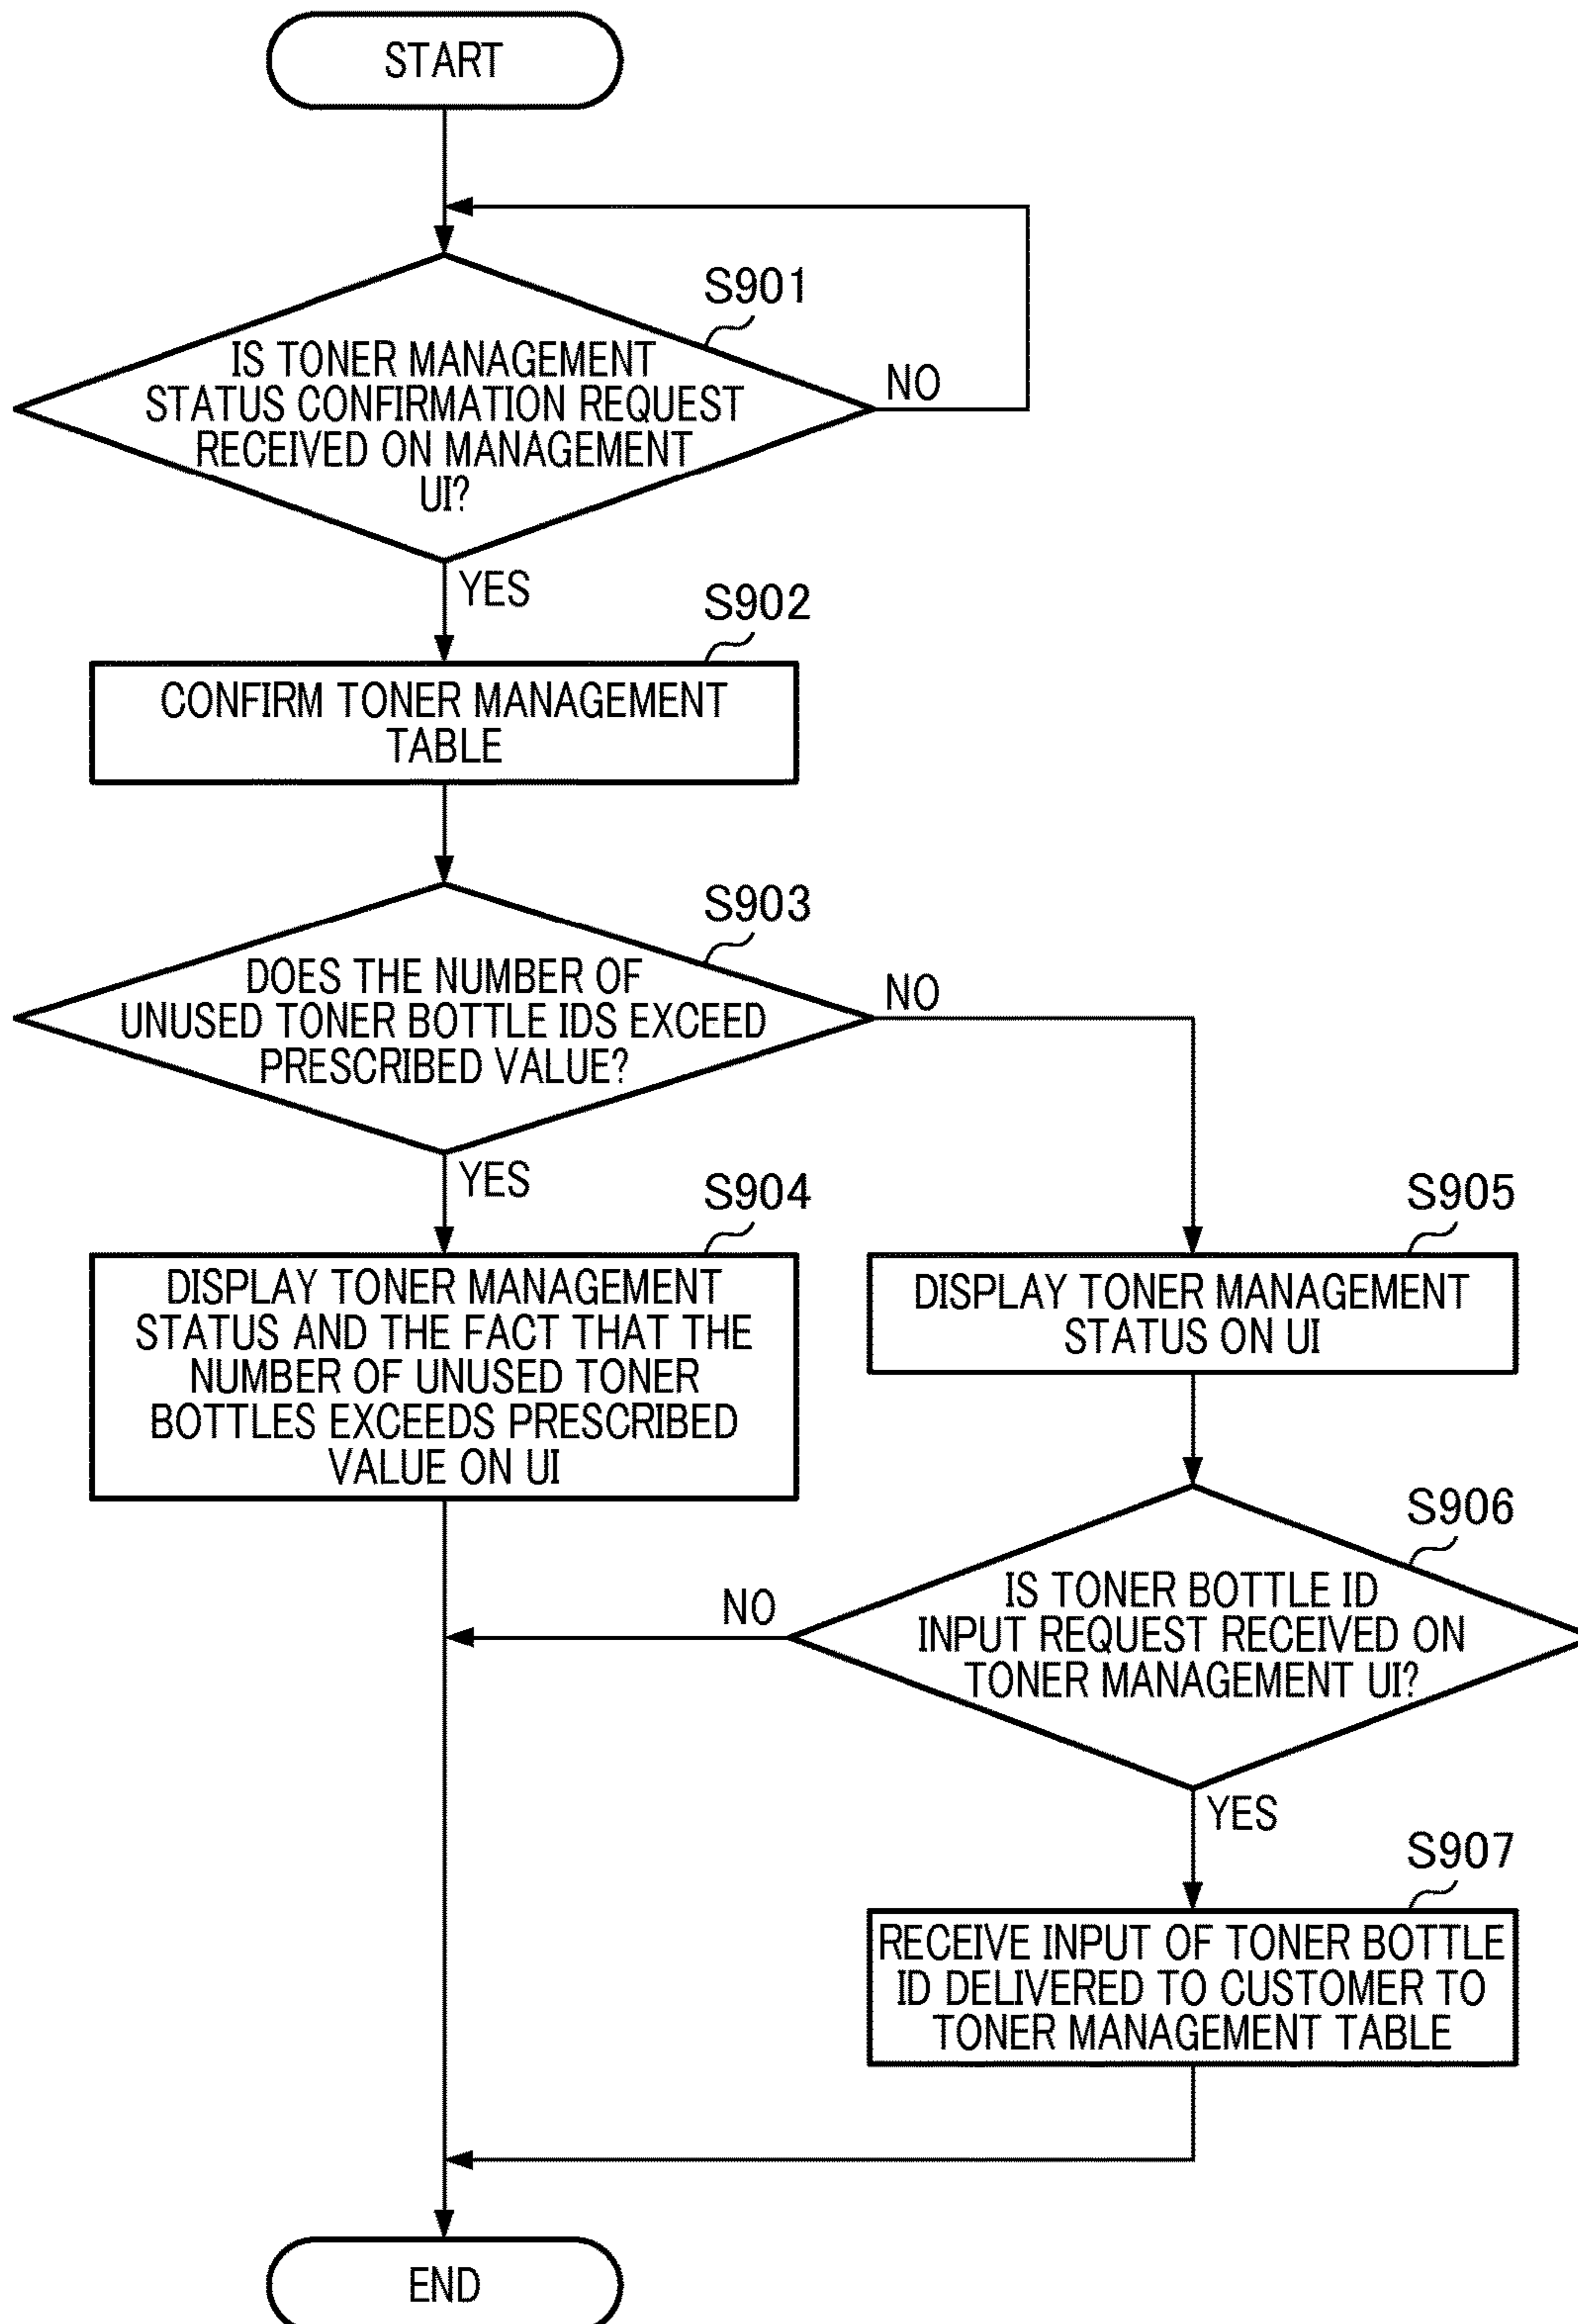 START
S901
IS TONER MANAGEMENT
STATUS CONFIRMATION REQUEST
RECEIVED ON MANAGEMENT
UI?
NO
YES
S902
CONFIRM TONER MANAGEMENT
TABLE
S903
DOES THE NUMBER OF
UNUSED TONER BOTTLE IDS EXCEED
PRESCRIBED VALUE?
NO
YES
S904
DISPLAY TONER MANAGEMENT
STATUS AND THE FACT THAT THE
NUMBER OF UNUSED TONER
BOTTLES EXCEEDS PRESCRIBED
VALUE ON UI
S905
DISPLAY TONER MANAGEMENT
STATUS ON UI
S906
IS TONER BOTTLE ID
INPUT REQUEST RECEIVED ON
TONER MANAGEMENT UI?
NO
YES
S907
RECEIVE INPUT OF TONER BOTTLE
ID DELIVERED TO CUSTOMER TO
TONER MANAGEMENT TABLE
END